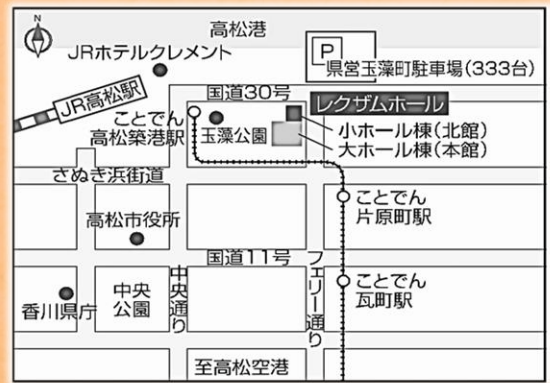 高松港
JRホテルクレメント
P
県営玉藻町駐車場(333台)
JR高松駅
国道30号
レクザムホール
ことでん
高松築港駅
玉藻公園
小ホール棟(北館)
大ホール棟(本館)
さぬき浜街道
ことでん
片原町駅
高松市役所
国道11号
中央通り
フェリー通り
ことでん
瓦町駅
香川県庁
中央
公園
至高松空港